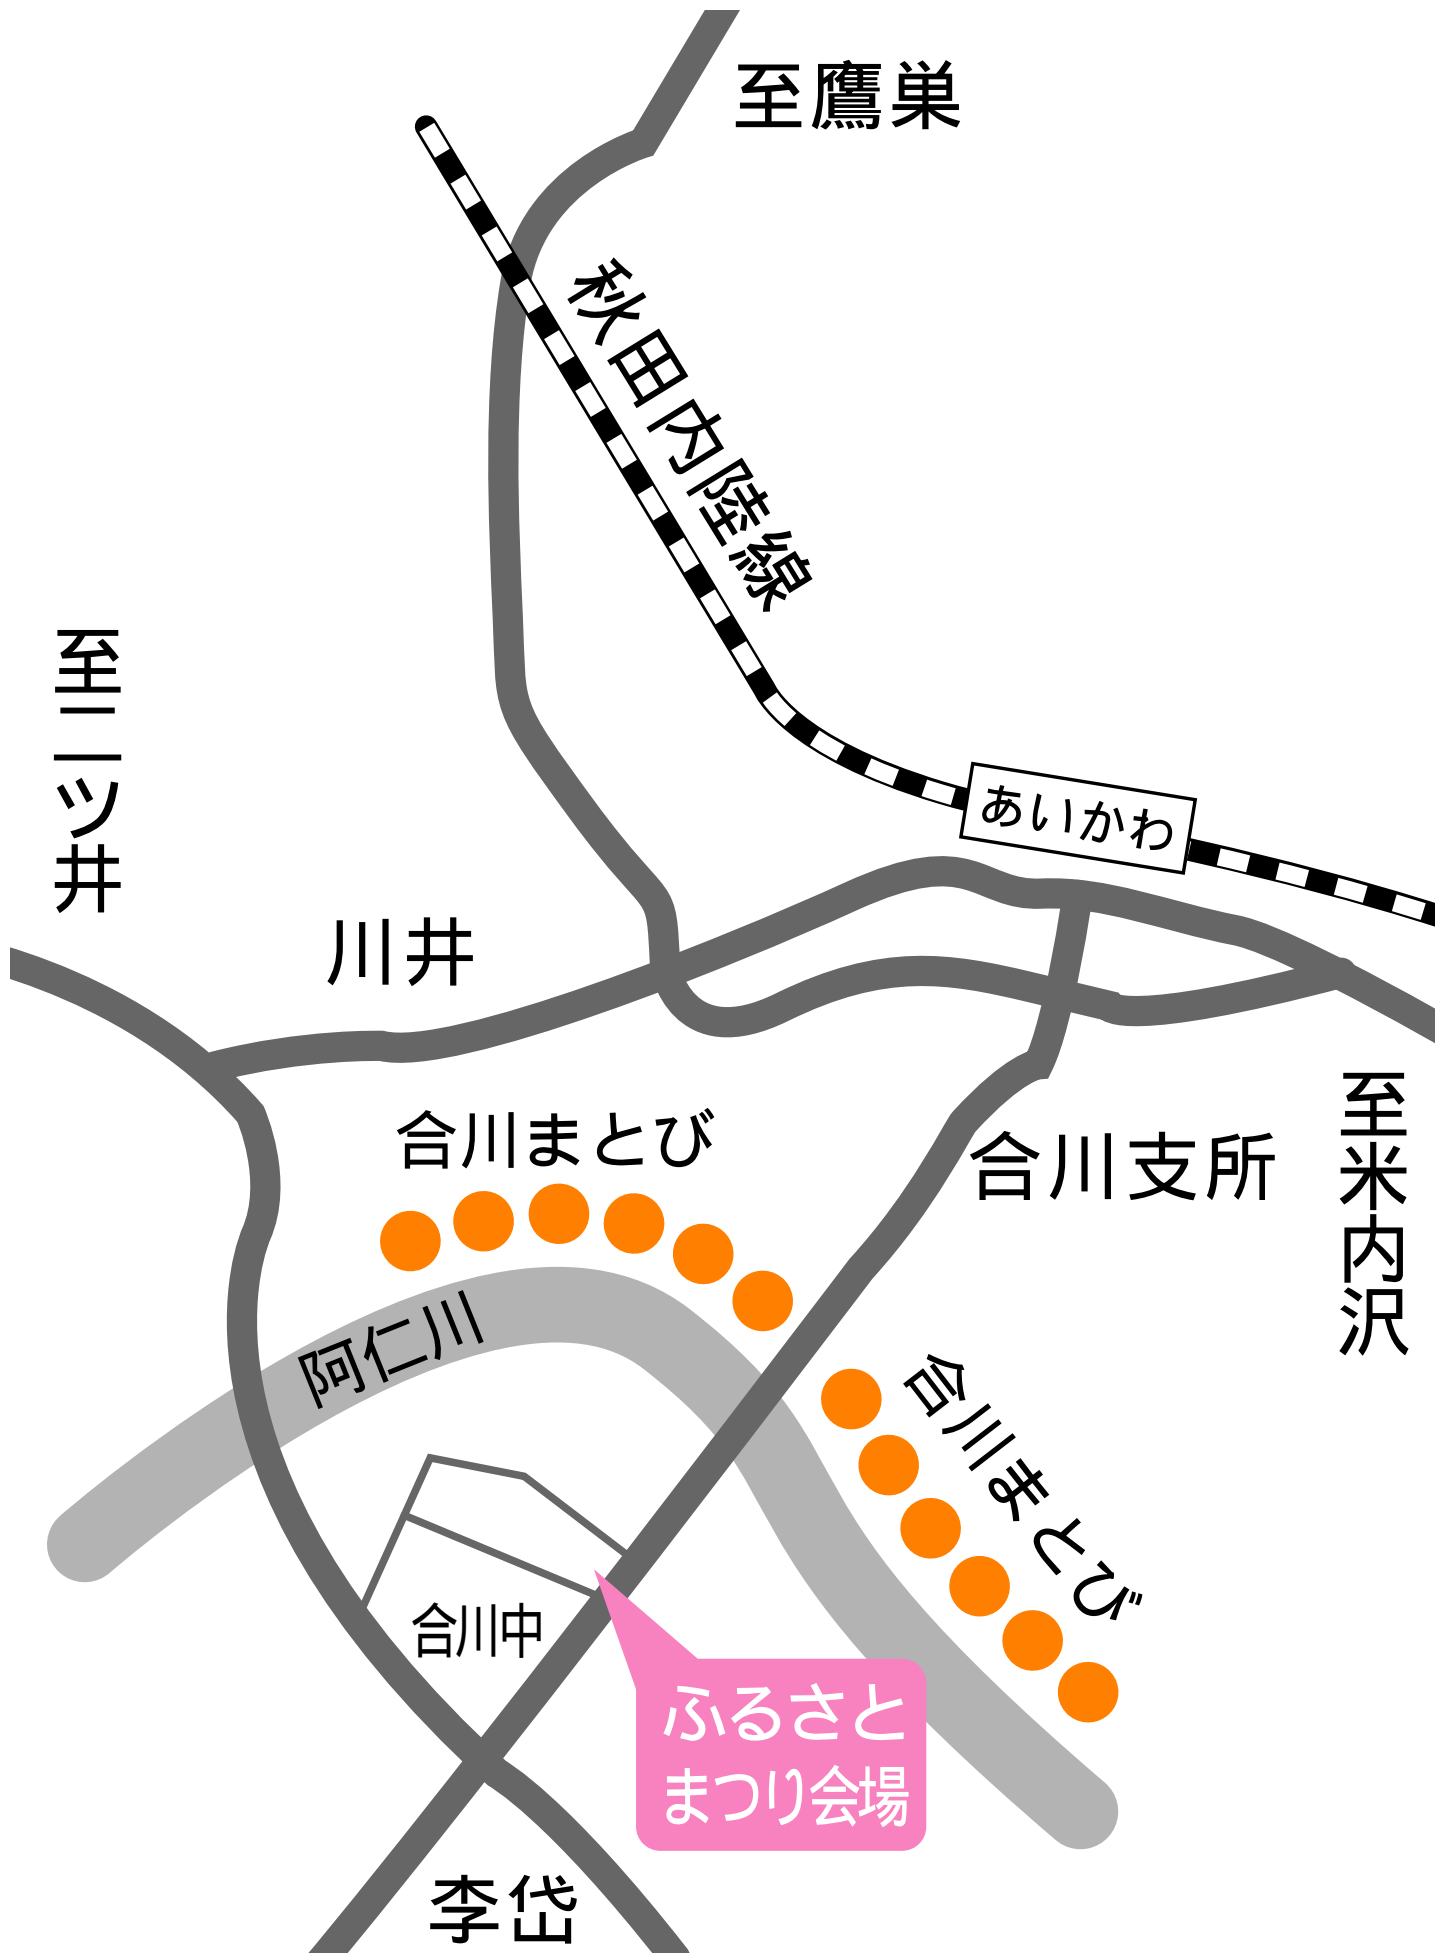 至鷹巣
秋田内陸線
至二ツ井
あいかわ
川井
至米内沢
合川まとび
合川支所
阿仁川
合川まとび
合川中
ふるさと
まつり会場
李岱